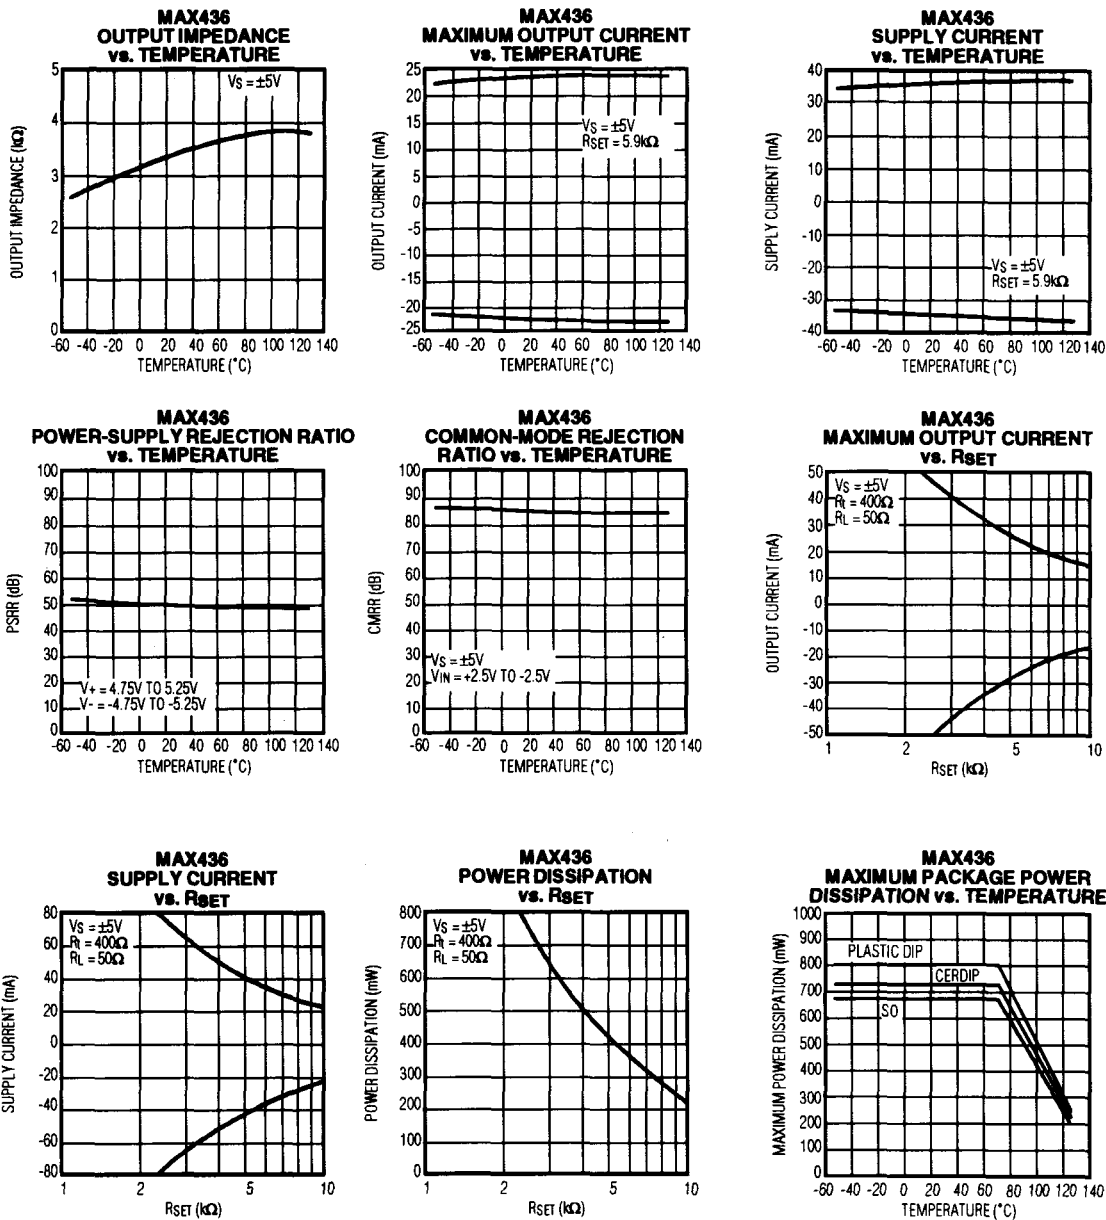 MAX436
OUTPUT IMPEDANCE
vs. TEMPERATURE
5
4
3
2
1
0
OUTPUT IMPEDANCE (kΩ)
VS = ±5V
-60 -40 -20 0 20 40 60 80 100 120 140
TEMPERATURE (°C)
MAX436
MAXIMUM OUTPUT CURRENT
vs. TEMPERATURE
25
20
15
10
5
0
-5
-10
-15
-20
-25
OUTPUT CURRENT (mA)
VS = ±5V
RSET = 5.9kΩ
-60 -40 -20 0 20 40 60 80 100 120 140
TEMPERATURE (°C)
MAX436
SUPPLY CURRENT
vs. TEMPERATURE
40
30
20
10
0
-10
-20
-30
-40
SUPPLY CURRENT (mA)
VS = ±5V
RSET = 5.9kΩ
-60 -40 -20 0 20 40 60 80 100 120 140
TEMPERATURE (°C)
MAX436
POWER-SUPPLY REJECTION RATIO
vs. TEMPERATURE
100
90
80
70
60
50
40
30
20
10
0
PSRR (dB)
V+ = 4.75V TO 5.25V
V- = -4.75V TO -5.25V
-60 -40 -20 0 20 40 60 80 100 120 140
TEMPERATURE (°C)
MAX436
COMMON-MODE REJECTION
RATIO vs. TEMPERATURE
100
90
80
70
60
50
40
30
20
10
0
CMRR (dB)
VS = ±5V
VIN = +2.5V TO -2.5V
-60 -40 -20 0 20 40 60 80 100 120 140
TEMPERATURE (°C)
MAX436
MAXIMUM OUTPUT CURRENT
vs. RSET
50
40
30
20
10
0
-10
-20
-30
-40
-50
OUTPUT CURRENT (mA)
VS = ±5V
Rt = 400Ω
RL = 50Ω
1 2 5 10
RSET (kΩ)
MAX436
SUPPLY CURRENT
vs. RSET
80
60
40
20
0
-20
-40
-60
-80
SUPPLY CURRENT (mA)
VS = ±5V
Rt = 400Ω
RL = 50Ω
1 2 5 10
RSET (kΩ)
MAX436
POWER DISSIPATION
vs. RSET
800
700
600
500
400
300
200
100
0
POWER DISSIPATION (mW)
VS = ±5V
Rt = 400Ω
RL = 50Ω
1 2 5 10
RSET (kΩ)
MAX436
MAXIMUM PACKAGE POWER
DISSIPATION vs. TEMPERATURE
1000
900
800
700
600
500
400
300
200
100
0
MAXIMUM POWER DISSIPATION (mW)
PLASTIC DIP
CERDIP
SO
-60 -40 -20 0 20 40 60 80 100 120 140
TEMPERATURE (°C)